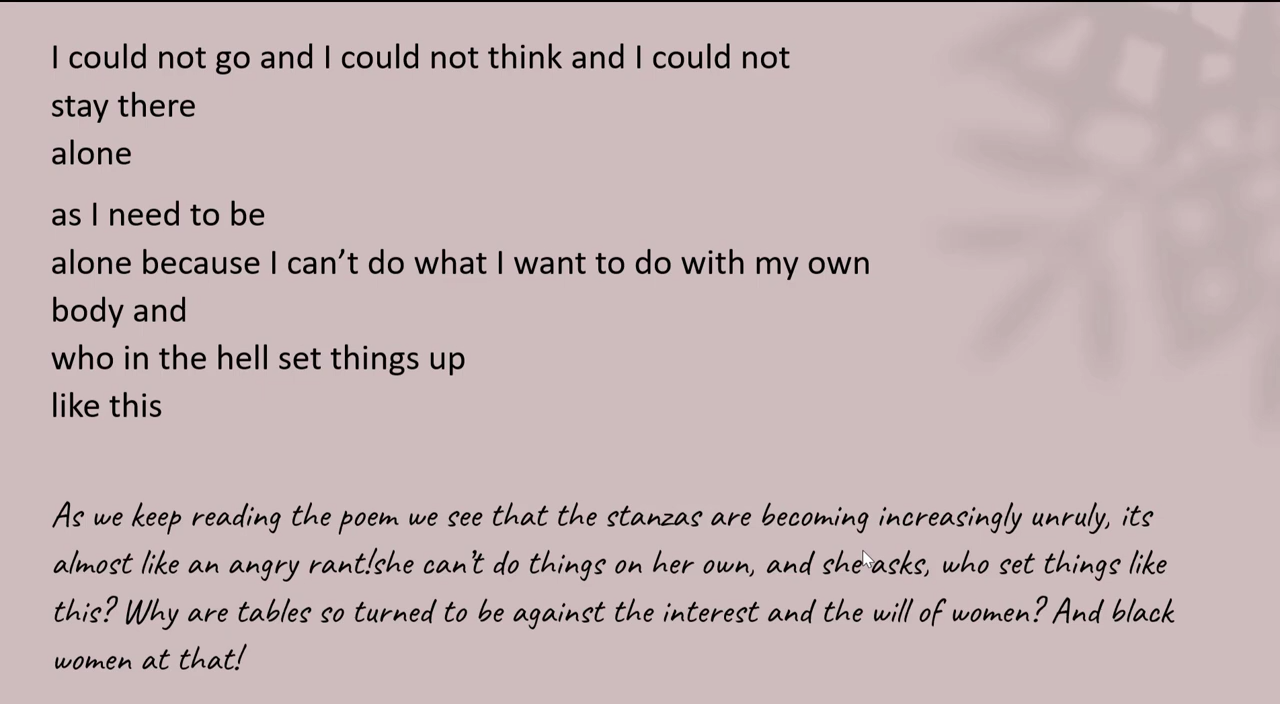 I could not go and I could not think and I could not
stay there
alone
as I need to be
alone because I can’t do what I want to do with my own
body and
who in the hell set things up
like this
As we keep reading the poem we see that the stanzas are becoming increasingly unruly, its
almost like an angry rant!she can’t do things on her own, and she asks, who set things like
this? Why are tables so turned to be against the interest and the will of women? And black
women at that!